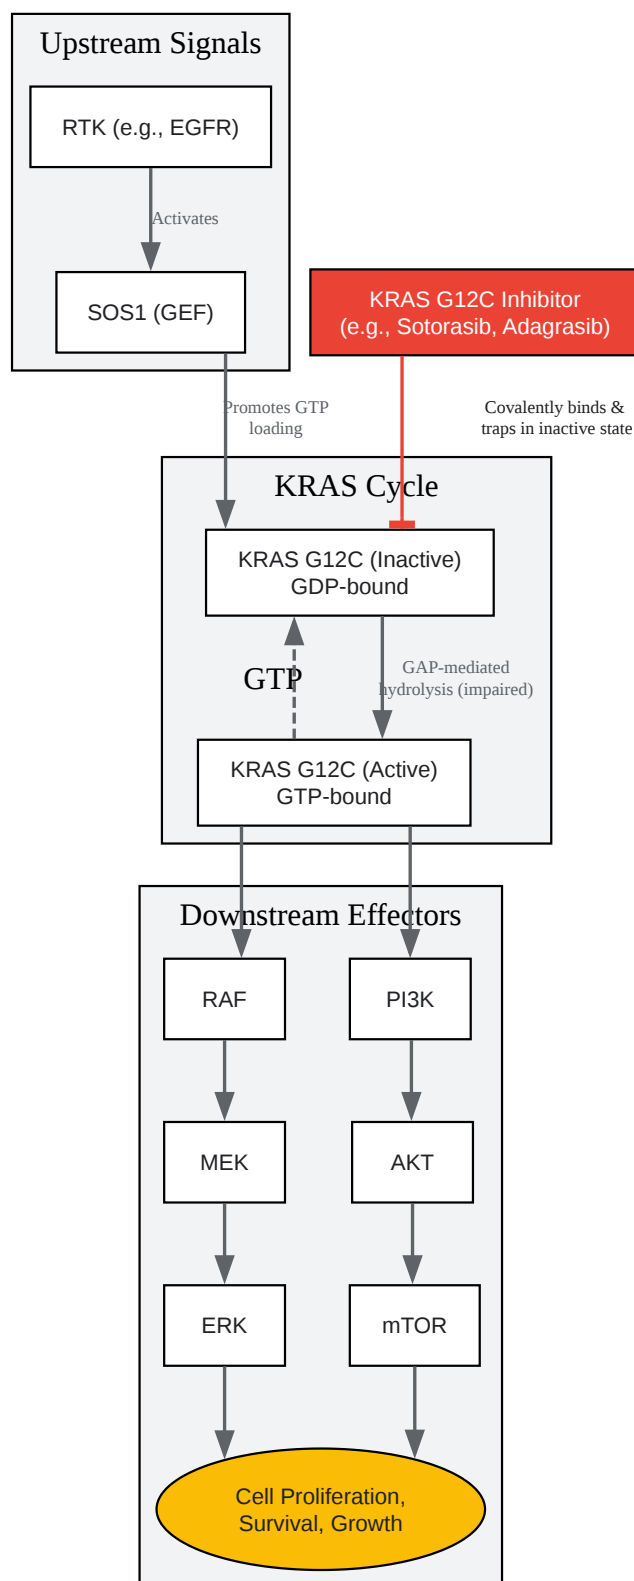 Upstream Signals
RTK (e.g., EGFR)
Activates
SOS1 (GEF)
KRAS G12C Inhibitor
(e.g., Sotorasib, Adagrasib)
Promotes GTP
loading
Covalently binds &
traps in inactive state
KRAS Cycle
KRAS G12C (Inactive)
GDP-bound
GTP
GAP-mediated
hydrolysis (impaired)
KRAS G12C (Active)
GTP-bound
Downstream Effectors
RAF
PI3K
MEK
AKT
ERK
mTOR
Cell Proliferation,
Survival, Growth